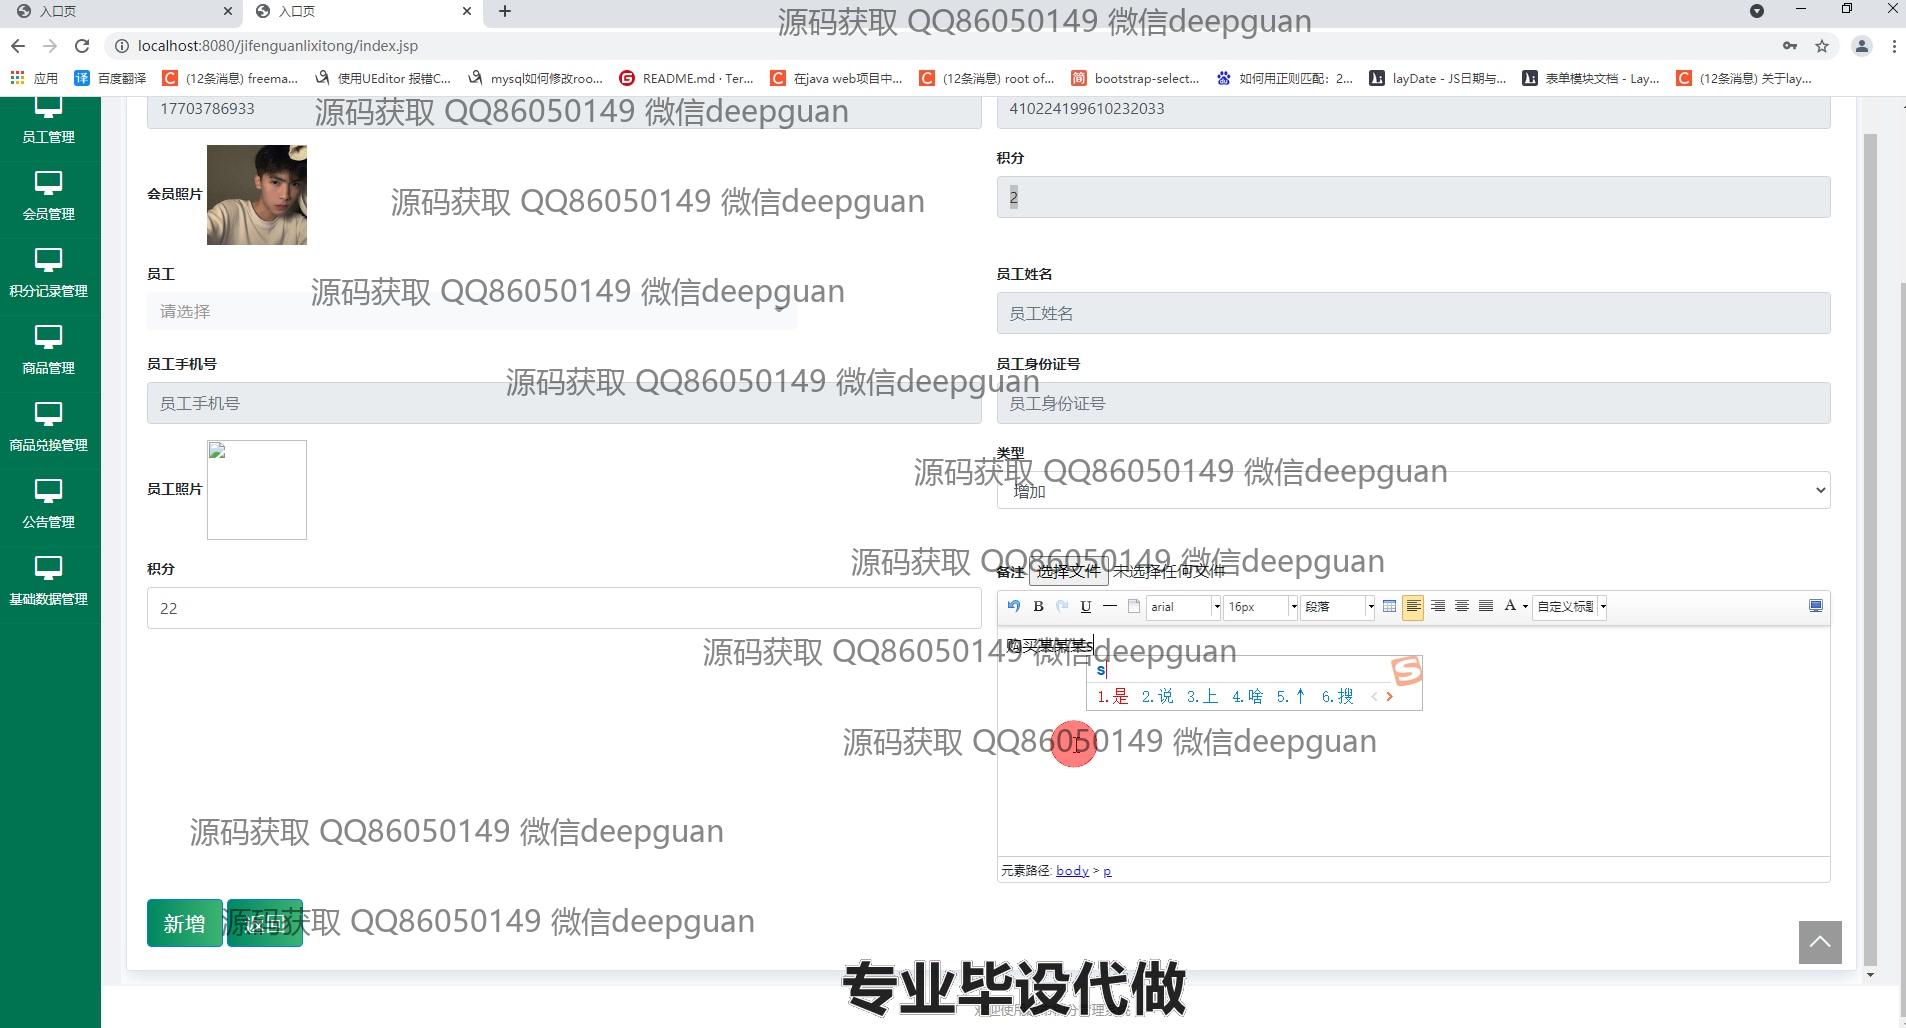 入口页
入口页
源码获取 QQ86050149 微信deepguan
localhost:8080/jifenguanlixitong/index.jsp
应用 百度翻译 (12条消息) freema... 使用UEditor 报错C... mysql如何修改roo... README.md · Ter... 在java web项目中... (12条消息) root of... bootstrap-select... 如何用正则匹配：2... layDate - JS日期与... 表单模块文档 - Lay... (12条消息) 关于lay...
员工管理
会员管理
积分记录管理
商品管理
商品兑换管理
公告管理
基础数据管理
17703786933
410224199610232033
源码获取 QQ86050149 微信deepguan
会员照片
积分
2
源码获取 QQ86050149 微信deepguan
员工
请选择
员工姓名
员工姓名
源码获取 QQ86050149 微信deepguan
员工手机号
员工手机号
员工身份证号
员工身份证号
源码获取 QQ86050149 微信deepguan
员工照片
类型
增加
源码获取 QQ86050149 微信deepguan
积分
22
备注 选择文件 未选择任何文件
源码获取 QQ86050149 微信deepguan
B U arial 16px 段落 A 自定义标题
购买某某某s
源码获取 QQ86050149 微信deepguan
s
1.是 2.说 3.上 4.啥 5.↑ 6.搜
源码获取 QQ86050149 微信deepguan
源码获取 QQ86050149 微信deepguan
元素路径: body > p
新增 返回
源码获取 QQ86050149 微信deepguan
专业毕设代做